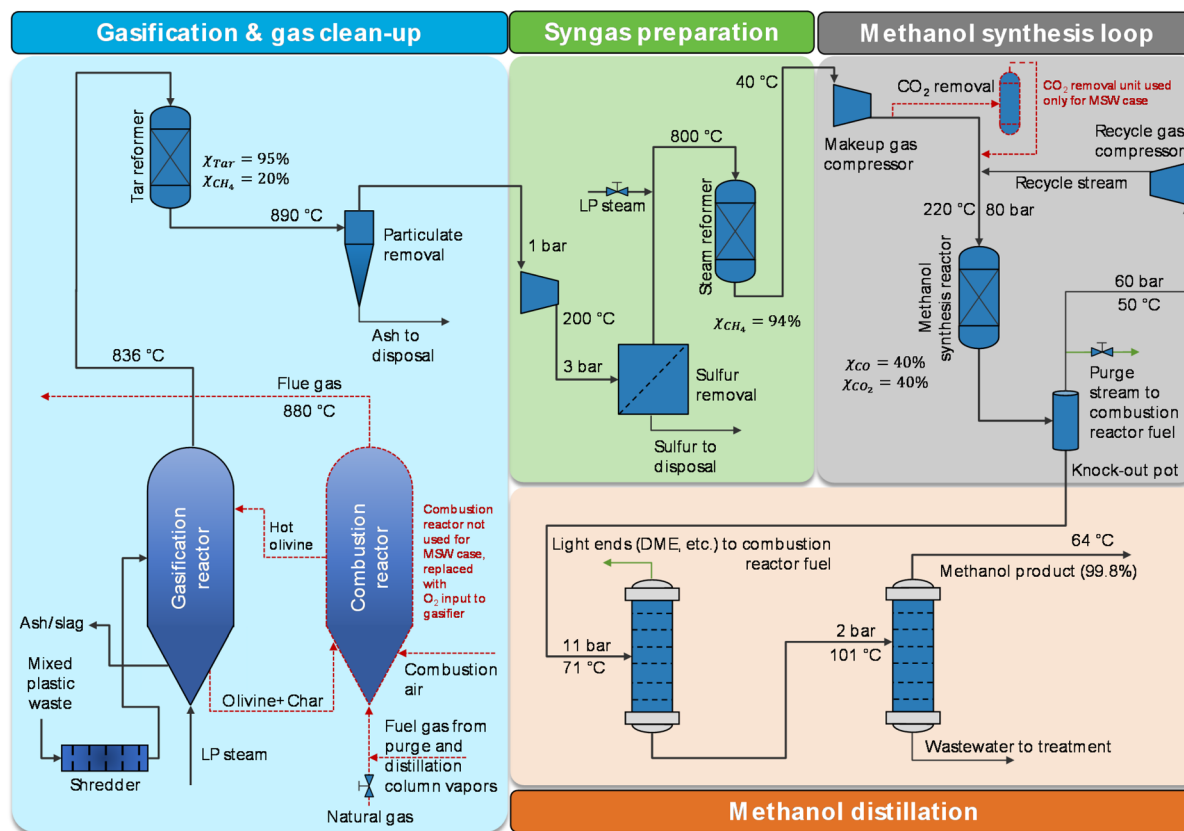 Gasification & gas clean-up
Syngas preparation
Methanol synthesis loop
Tar reformer
χTar = 95%
χCH4 = 20%
890 °C
Particulate
removal
Ash to
disposal
836 °C
Flue gas
880 °C
Gasification
reactor
Hot
olivine
Combustion
reactor
Combustion
reactor not
used for
MSW case,
replaced
with
O2 input to
gasifier
Ash/slag
Mixed
plastic
waste
Shredder
LP steam
Olivine+ Char
Combustion
air
Fuel gas from
purge and
distillation
column vapors
Natural gas
1 bar
200 °C
3 bar
Sulfur
removal
Sulfur to
disposal
LP steam
800 °C
Steam reformer
χCH4 = 94%
40 °C
Makeup gas
compressor
CO2 removal
CO2 removal unit used
only for MSW case
Recycle gas
compressor
Recycle stream
220 °C
80 bar
Methanol
synthesis reactor
χCO = 40%
χCO2 = 40%
60 bar
50 °C
Purge
stream to
combustion
reactor fuel
Knock-out pot
Light ends (DME, etc.) to combustion
reactor fuel
11 bar
71 °C
2 bar
101 °C
64 °C
Methanol product (99.8%)
Wastewater to treatment
Methanol distillation